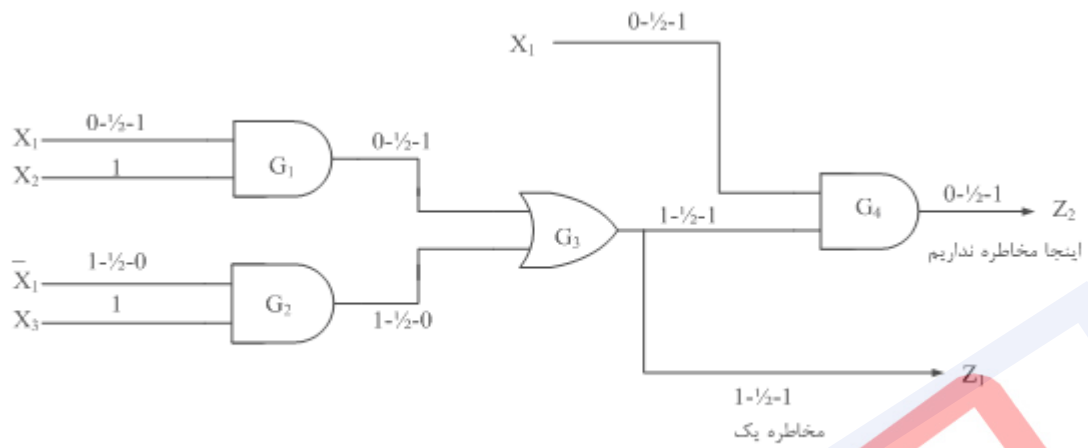 0-½-1
X₁
X₁ 0-½-1
X₂ 1
G₁
0-½-1
X̄₁ 1-½-0
X₃ 1
G₂
1-½-0
G₃
1-½-1
G₄
0-½-1
Z₂
اینجا مخاطره نداریم
Z₁
1-½-1
مخاطره یک